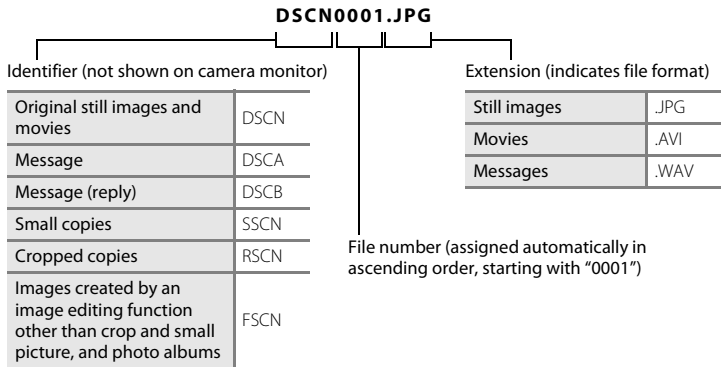 DSCN0001.JPG
Identifier (not shown on camera monitor)
Original still images and
movies
DSCN
Message
DSCA
Message (reply)
DSCB
Small copies
SSCN
Cropped copies
RSCN
Images created by an
image editing function
other than crop and small
picture, and photo albums
FSCN
Extension (indicates file format)
Still images
.JPG
Movies
.AVI
Messages
.WAV
File number (assigned automatically in
ascending order, starting with “0001”)